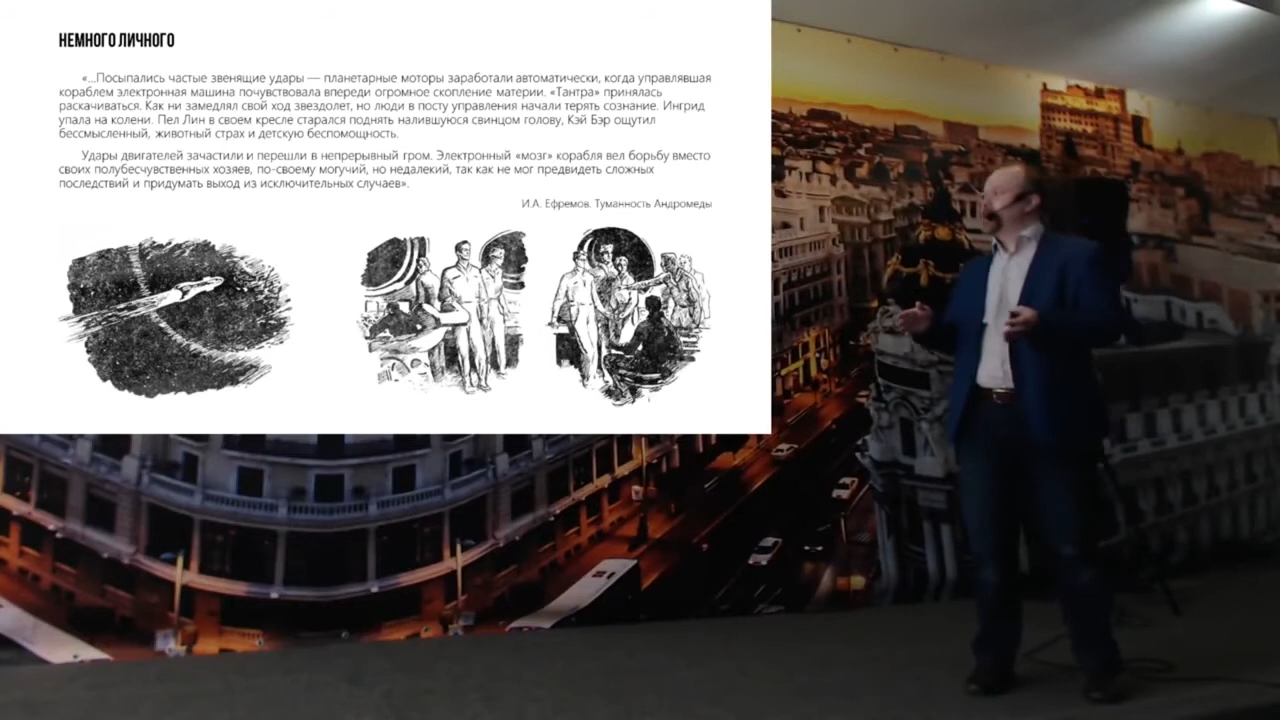 НЕМНОГО ЛИЧНОГО
«...Посыпались частые звенящие удары — планетарные моторы заработали автоматически, когда управлявшая
кораблем электронная машина почувствовала впереди огромное скопление материи. «Тантра» принялась
раскачиваться. Как ни замедлял свой ход звездолет, но люди в посту управления начали терять сознание. Ингрид
упала на колени. Пел Лин в своем кресле старался поднять налившуюся свинцом голову, Кэй Бэр ощутил
бессмысленный, животный страх и детскую беспомощность.
Удары двигателей зачастили и перешли в непрерывный гром. Электронный «мозг» корабля вел борьбу вместо
своих полубесчувственных хозяев, по-своему могучий, но недалекий, так как не мог предвидеть сложных
последствий и придумать выход из исключительных случаев».
И.А. Ефремов. Туманность Андромеды